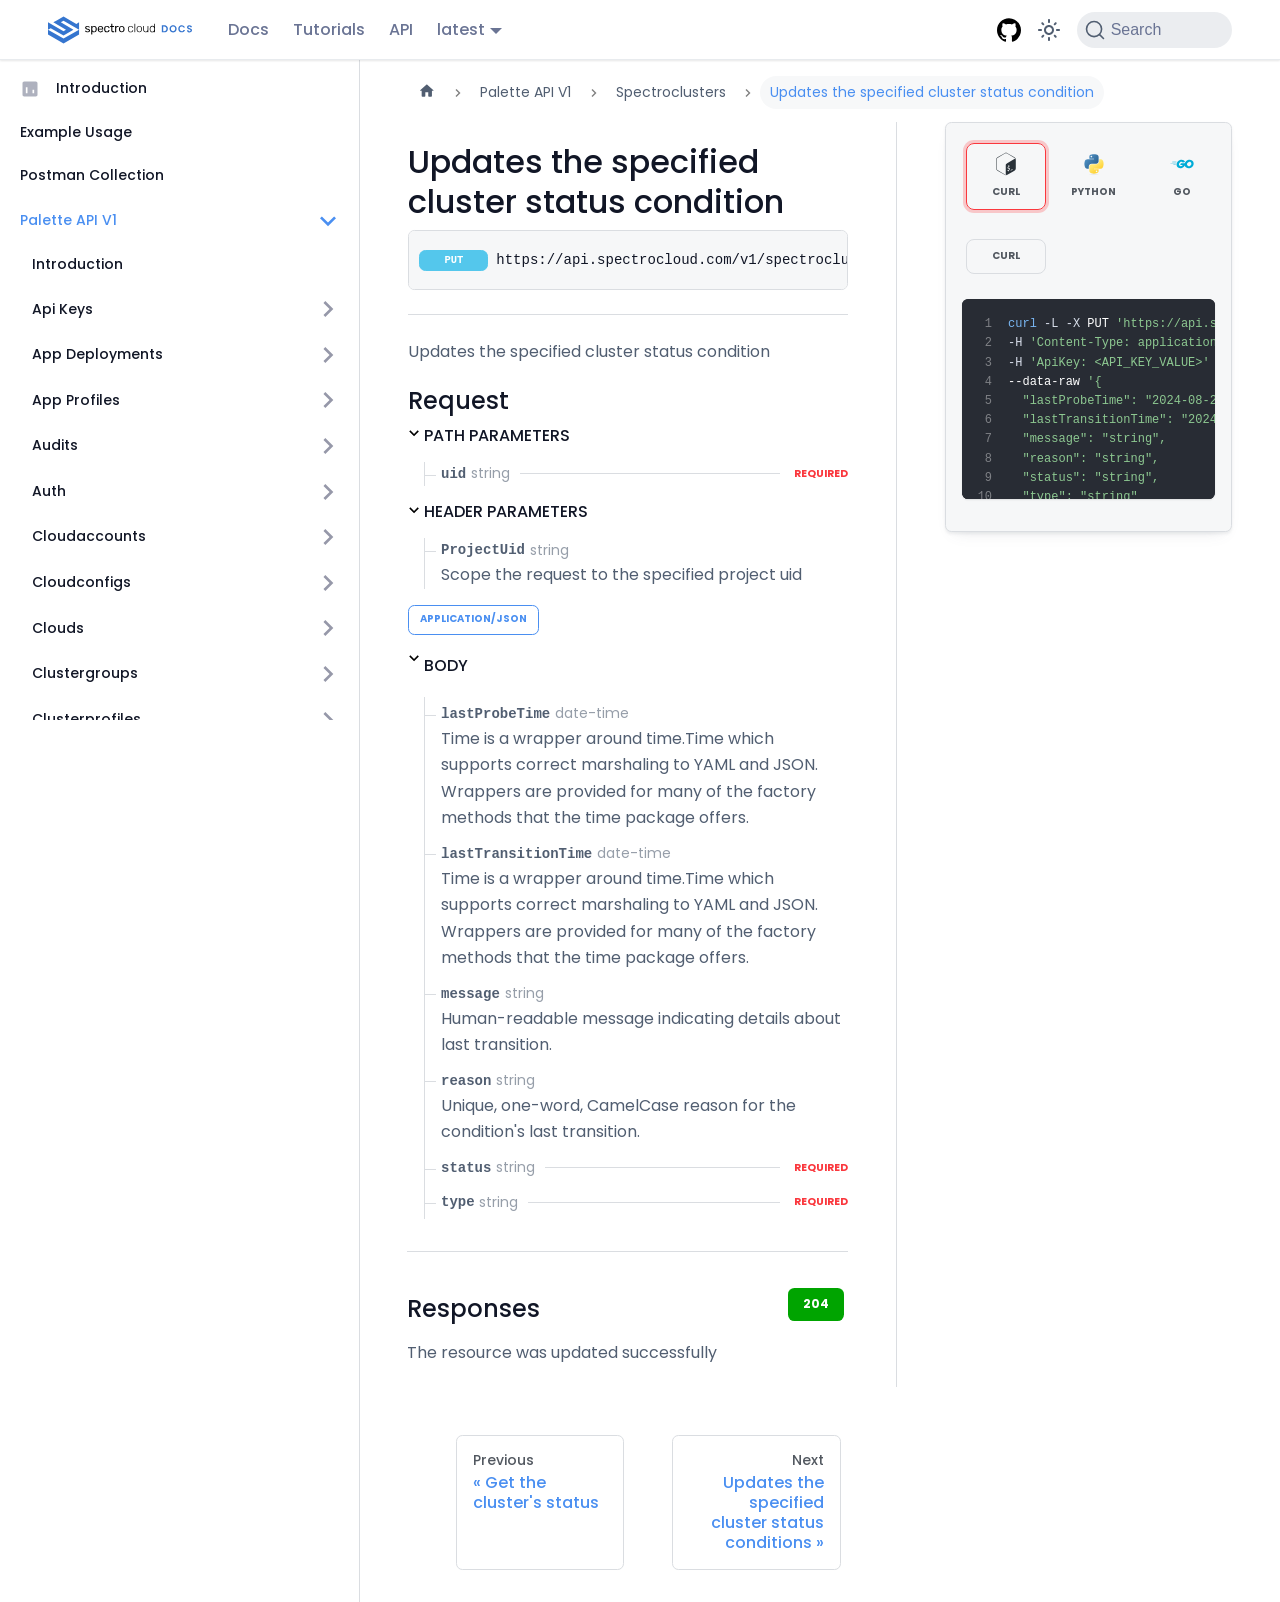 spectro cloud DOCS
Docs
Tutorials
API
latest
Search
Introduction
Example Usage
Postman Collection
Palette API V1
Introduction
Api Keys
App Deployments
App Profiles
Audits
Auth
Cloudaccounts
Cloudconfigs
Clouds
Clustergroups
Clusterprofiles
Palette API V1
Spectroclusters
Updates the specified cluster status condition
Updates the specified
cluster status condition
PUT https://api.spectrocloud.com/v1/spectroclu
Updates the specified cluster status condition
Request
PATH PARAMETERS
uid string REQUIRED
HEADER PARAMETERS
ProjectUid string
Scope the request to the specified project uid
APPLICATION/JSON
BODY
lastProbeTime date-time
Time is a wrapper around time.Time which
supports correct marshaling to YAML and JSON.
Wrappers are provided for many of the factory
methods that the time package offers.
lastTransitionTime date-time
Time is a wrapper around time.Time which
supports correct marshaling to YAML and JSON.
Wrappers are provided for many of the factory
methods that the time package offers.
message string
Human-readable message indicating details about
last transition.
reason string
Unique, one-word, CamelCase reason for the
condition's last transition.
status string REQUIRED
type string REQUIRED
Responses
204
The resource was updated successfully
Previous
« Get the
cluster's status
Next
Updates the
specified
cluster status
conditions »
CURL
PYTHON
GO
GO
CURL
1 curl -L -X PUT 'https://api.s
2 -H 'Content-Type: application
3 -H 'ApiKey: <API_KEY_VALUE>'
4 --data-raw '{
5 "lastProbeTime": "2024-08-2
6 "lastTransitionTime": "2024
7 "message": "string",
8 "reason": "string",
9 "status": "string",
10 "type": "string"